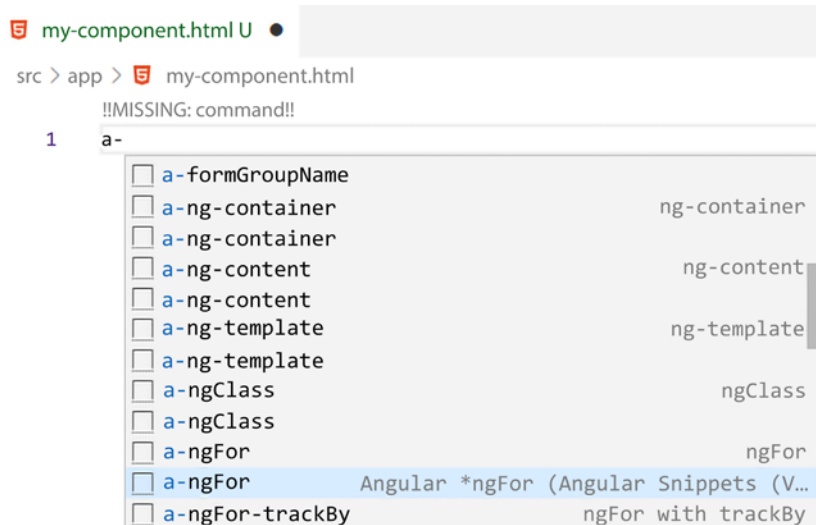 my-component.html U
src > app > my-component.html
!!MISSING: command!!
1 a-
a-formGroupName
a-ng-container ng-container
a-ng-container
a-ng-content ng-content
a-ng-content
a-ng-template ng-template
a-ng-template
a-ngClass ngClass
a-ngClass
a-ngFor ngFor
a-ngFor Angular *ngFor (Angular Snippets (V…
a-ngFor-trackBy ngFor with trackBy